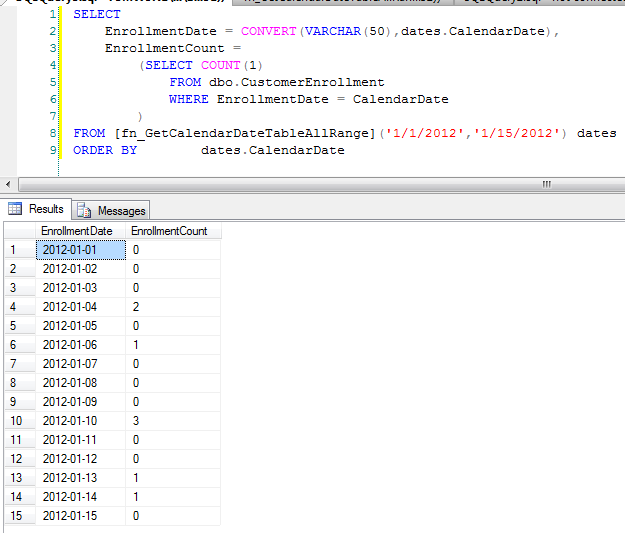 1 SELECT
2 EnrollmentDate = CONVERT(VARCHAR(50),dates.CalendarDate),
3 EnrollmentCount =
4 (SELECT COUNT(1)
5 FROM dbo.CustomerEnrollment
6 WHERE EnrollmentDate = CalendarDate
7 )
8 FROM [fn_GetCalendarDateTableAllRange]('1/1/2012','1/15/2012') dates
9 ORDER BY dates.CalendarDate
Results Messages
EnrollmentDate EnrollmentCount
1 2012-01-01 0
2 2012-01-02 0
3 2012-01-03 0
4 2012-01-04 2
5 2012-01-05 0
6 2012-01-06 1
7 2012-01-07 0
8 2012-01-08 0
9 2012-01-09 0
10 2012-01-10 3
11 2012-01-11 0
12 2012-01-12 0
13 2012-01-13 1
14 2012-01-14 1
15 2012-01-15 0